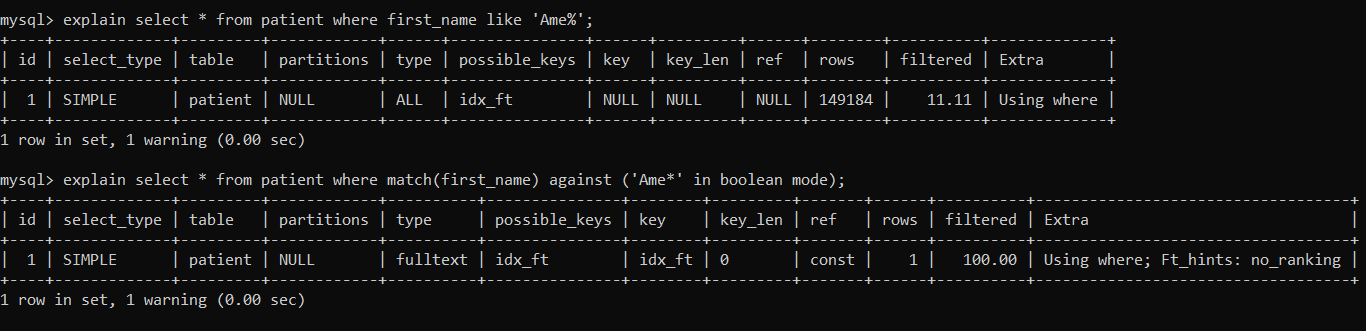 mysql> explain select * from patient where first_name like 'Ame%';
+----+-------------+---------+------------+------+---------------+------+---------+------+--------+----------+-------------+
| id | select_type | table   | partitions | type | possible_keys | key  | key_len | ref  | rows   | filtered | Extra       |
+----+-------------+---------+------------+------+---------------+------+---------+------+--------+----------+-------------+
|  1 | SIMPLE      | patient | NULL       | ALL  | idx_ft        | NULL | NULL    | NULL | 149184 |    11.11 | Using where |
+----+-------------+---------+------------+------+---------------+------+---------+------+--------+----------+-------------+
1 row in set, 1 warning (0.00 sec)
mysql> explain select * from patient where match(first_name) against ('Ame*' in boolean mode);
+----+-------------+---------+------------+----------+---------------+--------+---------+-------+------+----------+-----------------------------------+
| id | select_type | table   | partitions | type     | possible_keys | key    | key_len | ref   | rows | filtered | Extra                             |
+----+-------------+---------+------------+----------+---------------+--------+---------+-------+------+----------+-----------------------------------+
|  1 | SIMPLE      | patient | NULL       | fulltext | idx_ft        | idx_ft | 0       | const |    1 |   100.00 | Using where; Ft_hints: no_ranking |
+----+-------------+---------+------------+----------+---------------+--------+---------+-------+------+----------+-----------------------------------+
1 row in set, 1 warning (0.00 sec)